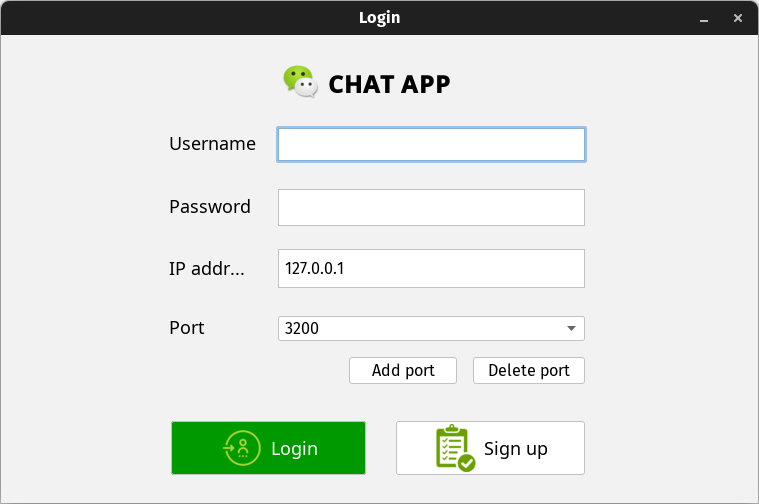 Login
CHAT APP
Username
Password
IP addr...
127.0.0.1
Port
3200
Add port
Delete port
Login
Sign up